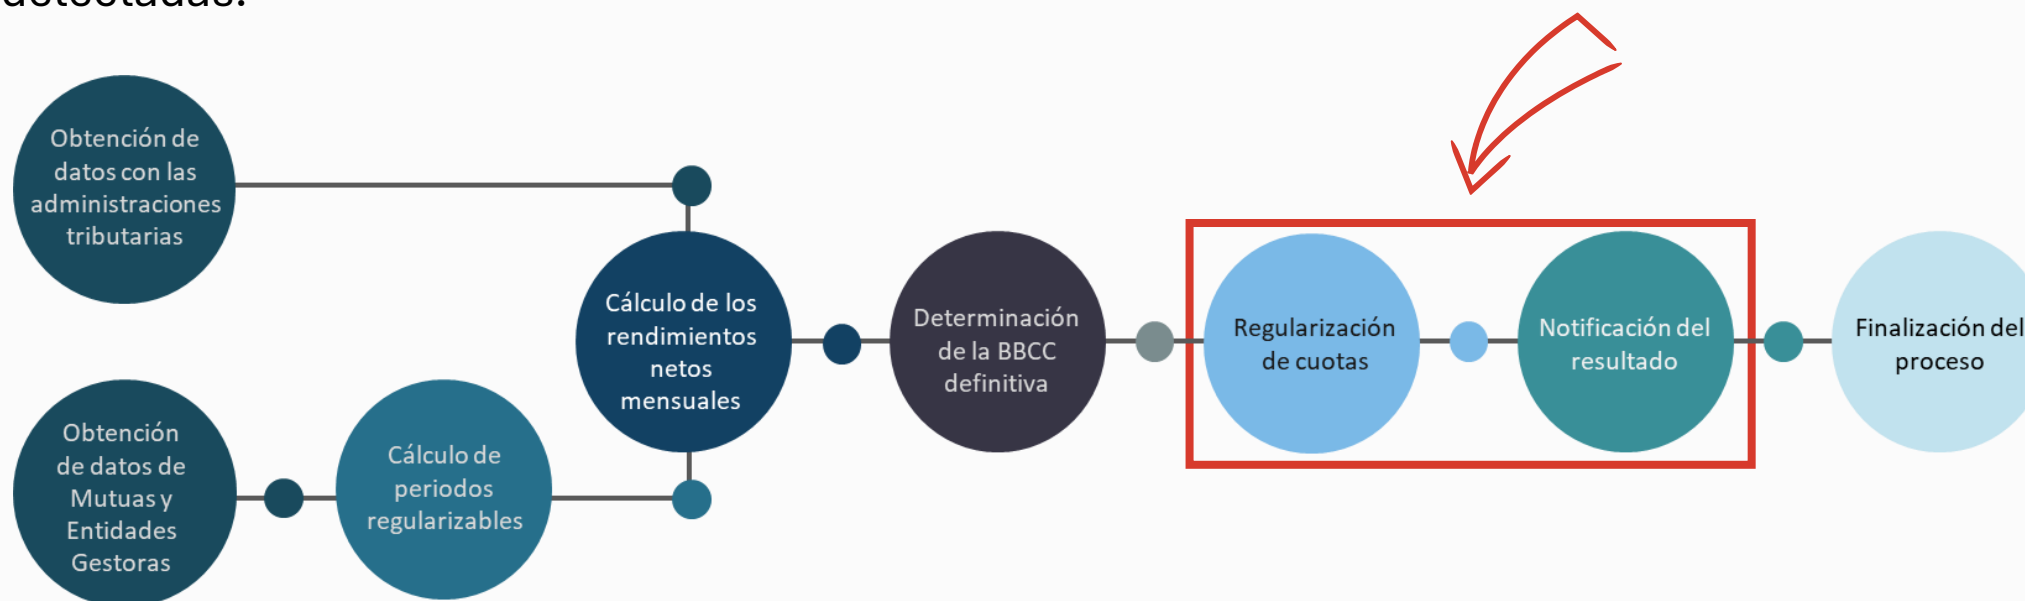 Obtención de
datos con las
administraciones
tributarias
Obtención
de datos de
Mutuas y
Entidades
Gestoras
Cálculo de
periodos
regularizables
Cálculo de los
rendimientos
netos
mensuales
Determinación
de la BBCC
definitiva
Regularización
de cuotas
Notificación del
resultado
Finalización del
proceso